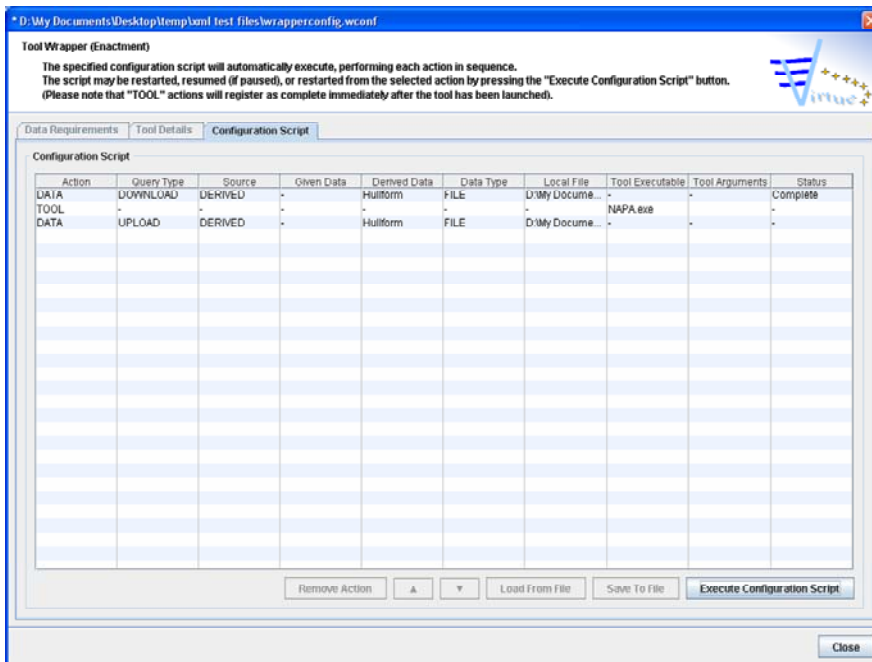 * D:\My Documents\Desktop\temp\xml test files\wrapperconfig.wconf
Tool Wrapper (Enactment)
The specified configuration script will automatically execute, performing each action in sequence.
The script may be restarted, resumed (if paused), or restarted from the selected action by pressing the "Execute Configuration Script" button.
(Please note that "TOOL" actions will register as complete immediately after the tool has been launched).
Virtue
Data Requirements Tool Details Configuration Script
Configuration Script
Action Query Type Source Given Data Derived Data Data Type Local File Tool Executable Tool Arguments Status
DATA DOWNLOAD DERIVED - Hullform FILE D:\My Docume... - - Complete
TOOL - - - - - - NAPA.exe - -
DATA UPLOAD DERIVED - Hullform FILE D:\My Docume... - - -
Remove Action ▲ ▼ Load From File Save To File Execute Configuration Script
Close